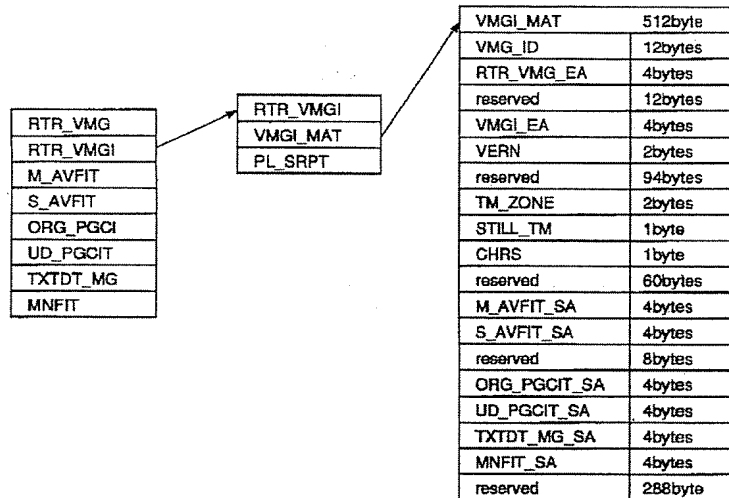 RTR_VMG
RTR_VMGI
M_AVFIT
S_AVFIT
ORG_PGCI
UD_PGCIT
TXTDT_MG
MNFIT
RTR_VMGI
VMGI_MAT
PL_SRPT
VMGI_MAT 512byte
VMG_ID 12bytes
RTR_VMG_EA 4bytes
reserved 12bytes
VMGI_EA 4bytes
VERN 2bytes
reserved 94bytes
TM_ZONE 2bytes
STILL_TM 1byte
CHRS 1byte
reserved 60bytes
M_AVFIT_SA 4bytes
S_AVFIT_SA 4bytes
reserved 8bytes
ORG_PGCIT_SA 4bytes
UD_PGCIT_SA 4bytes
TXTDT_MG_SA 4bytes
MNFIT_SA 4bytes
reserved 288byte